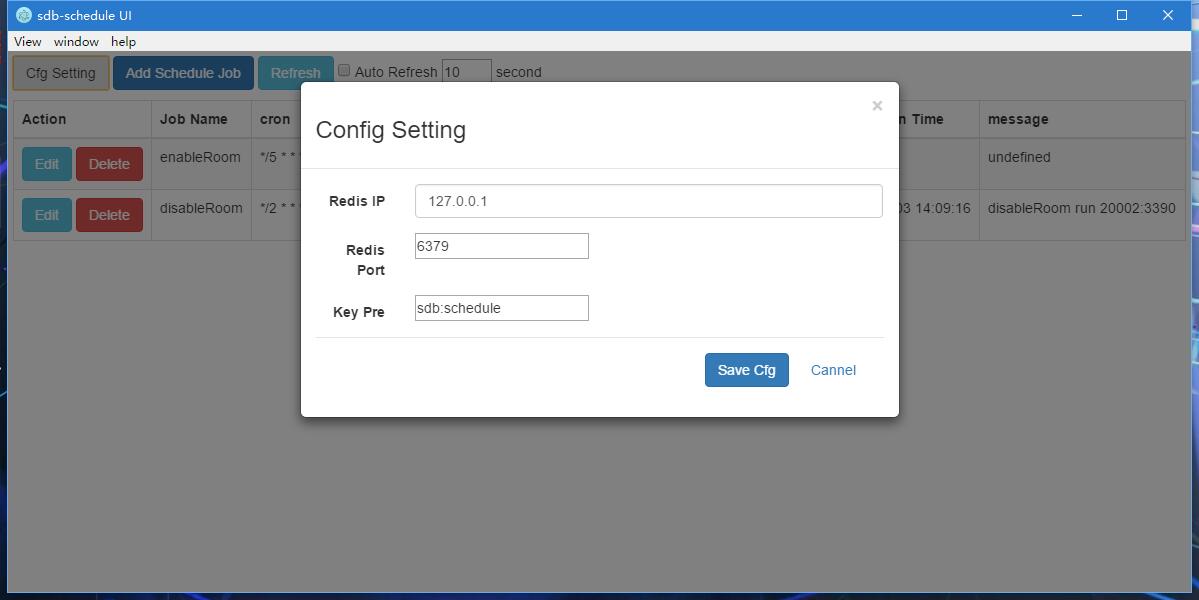 sdb-schedule UI
View window help
Cfg Setting Add Schedule Job Refresh Auto Refresh 10 second
×
Config Setting
Redis IP 127.0.0.1
Redis Port 6379
Key Pre sdb:schedule
Save Cfg Cannel
Action Job Name cron Time message
Edit Delete enableRoom */5 * * undefined
Edit Delete disableRoom */2 * * 03 14:09:16 disableRoom run 20002:3390